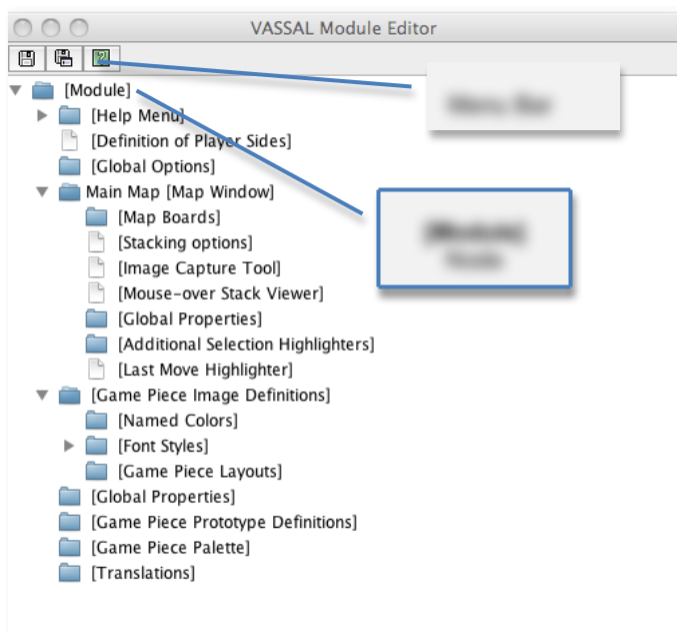 VASSAL Module Editor
[Module]
[Help Menu]
[Definition of Player Sides]
[Global Options]
Main Map [Map Window]
[Map Boards]
[Stacking options]
[Image Capture Tool]
[Mouse-over Stack Viewer]
[Global Properties]
[Additional Selection Highlighters]
[Last Move Highlighter]
[Game Piece Image Definitions]
[Named Colors]
[Font Styles]
[Game Piece Layouts]
[Global Properties]
[Game Piece Prototype Definitions]
[Game Piece Palette]
[Translations]